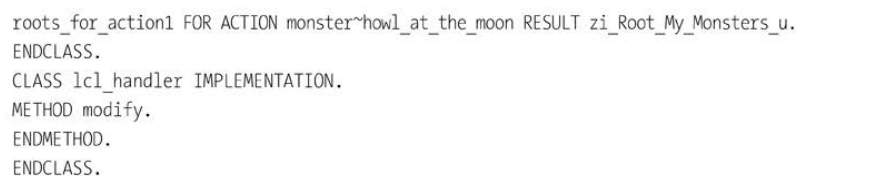 roots_for_action1 FOR ACTION monster~howl_at_the_moon RESULT zi_Root_My_Monsters_u.
ENDCLASS.
CLASS lcl_handler IMPLEMENTATION.
METHOD modify.
ENDMETHOD.
ENDCLASS.